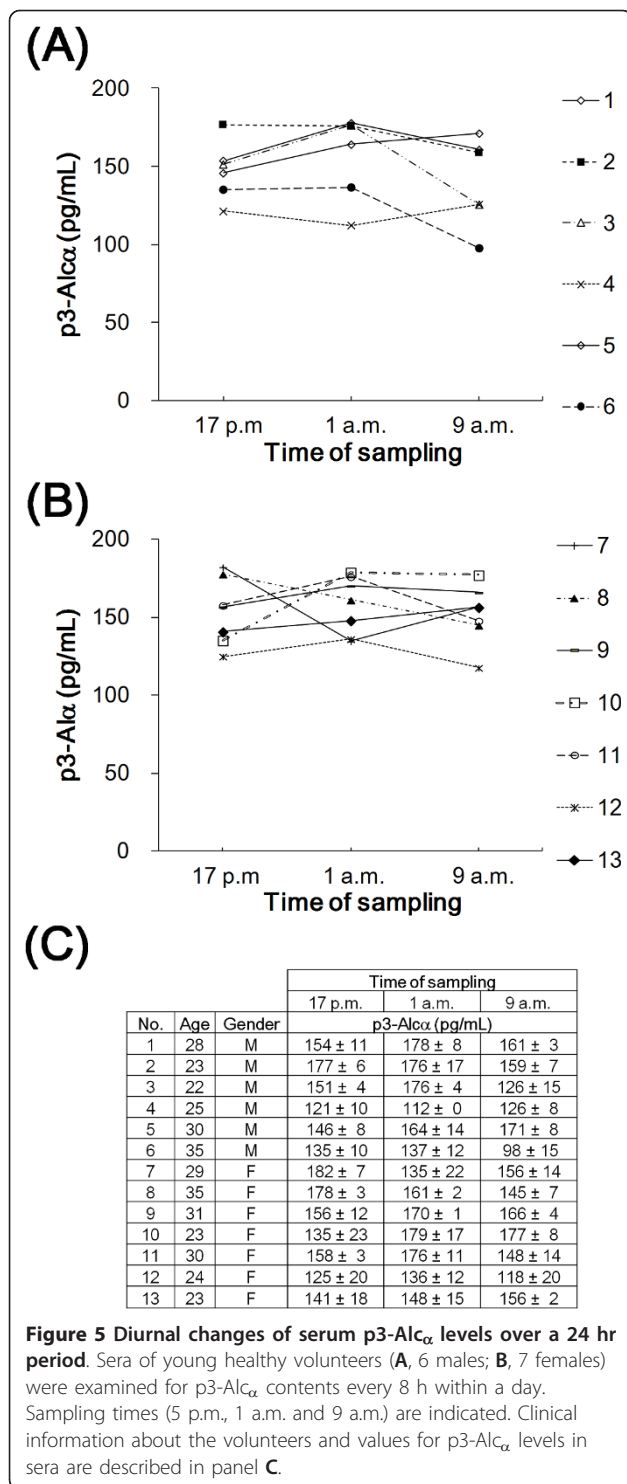 (A)
200
150
100
50
0
p3-Alcα (pg/mL)
17 p.m
1 a.m.
9 a.m.
Time of sampling
1
2
3
4
5
6
(B)
200
150
100
50
0
p3-Alα (pg/mL)
17 p.m
1 a.m.
9 a.m.
Time of sampling
7
8
9
10
11
12
13
(C)
Time of sampling
17 p.m. 1 a.m. 9 a.m.
No. Age Gender p3-Alcα (pg/mL)
1 28 M 154 ± 11 178 ± 8 161 ± 3
2 23 M 177 ± 6 176 ± 17 159 ± 7
3 22 M 151 ± 4 176 ± 4 126 ± 15
4 25 M 121 ± 10 112 ± 0 126 ± 8
5 30 M 146 ± 8 164 ± 14 171 ± 8
6 35 M 135 ± 10 137 ± 12 98 ± 15
7 29 F 182 ± 7 135 ± 22 156 ± 14
8 35 F 178 ± 3 161 ± 2 145 ± 7
9 31 F 156 ± 12 170 ± 1 166 ± 4
10 23 F 135 ± 23 179 ± 17 177 ± 8
11 30 F 158 ± 3 176 ± 11 148 ± 14
12 24 F 125 ± 20 136 ± 12 118 ± 20
13 23 F 141 ± 18 148 ± 15 156 ± 2
Figure 5 Diurnal changes of serum p3-Alcα levels over a 24 hr
period. Sera of young healthy volunteers (A, 6 males; B, 7 females)
were examined for p3-Alcα contents every 8 h within a day.
Sampling times (5 p.m., 1 a.m. and 9 a.m.) are indicated. Clinical
information about the volunteers and values for p3-Alcα levels in
sera are described in panel C.